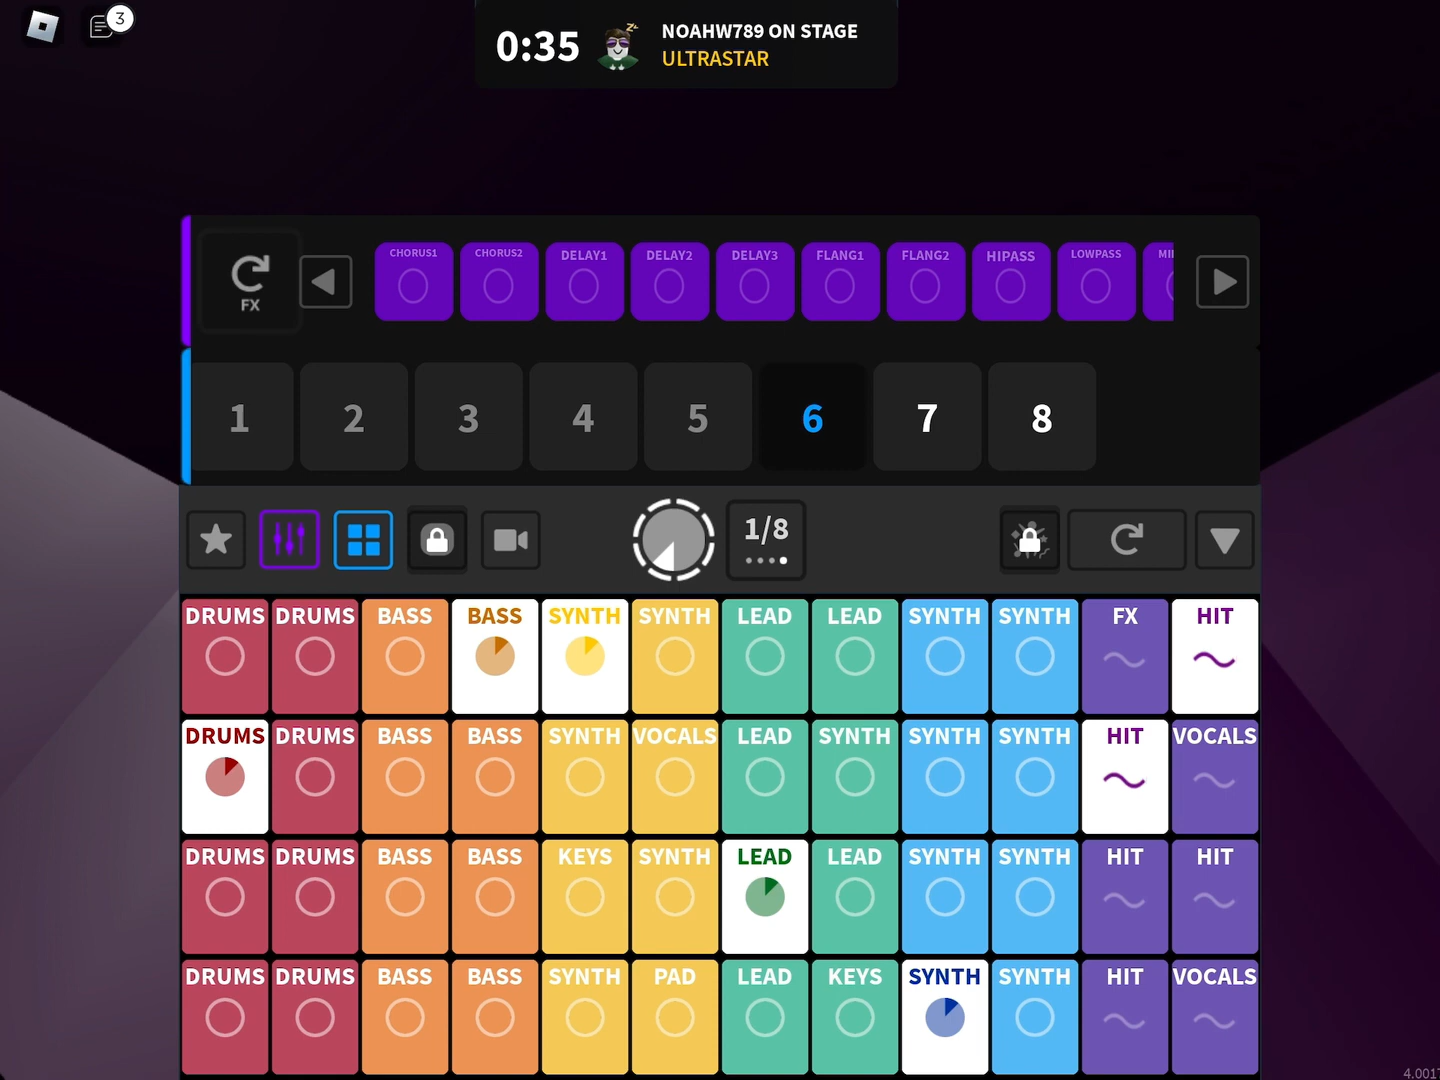 3
0:35
NOAHW789 ON STAGE
ULTRASTAR
FX
CHORUS1 CHORUS2 DELAY1 DELAY2 DELAY3 FLANG1 FLANG2 HIPASS LOWPASS
1 2 3 4 5 6 7 8
1/8
DRUMS DRUMS BASS BASS SYNTH SYNTH LEAD LEAD SYNTH SYNTH FX HIT
DRUMS DRUMS BASS BASS SYNTH VOCALS LEAD SYNTH SYNTH SYNTH HIT VOCALS
DRUMS DRUMS BASS BASS KEYS SYNTH LEAD LEAD SYNTH SYNTH HIT HIT
DRUMS DRUMS BASS BASS SYNTH PAD LEAD KEYS SYNTH SYNTH HIT VOCALS